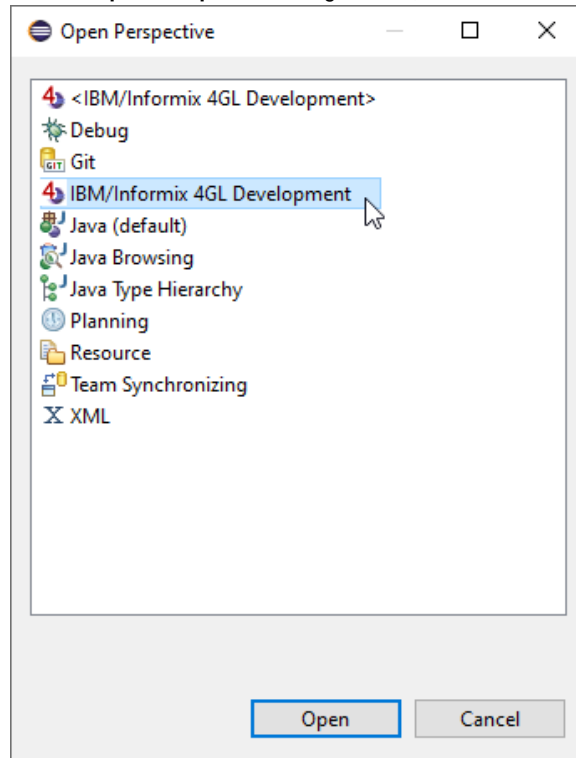 Open Perspective
<IBM/Informix 4GL Development>
Debug
GIT Git
IBM/Informix 4GL Development
Java (default)
Java Browsing
Java Type Hierarchy
Planning
Resource
Team Synchronizing
XML
Open Cancel